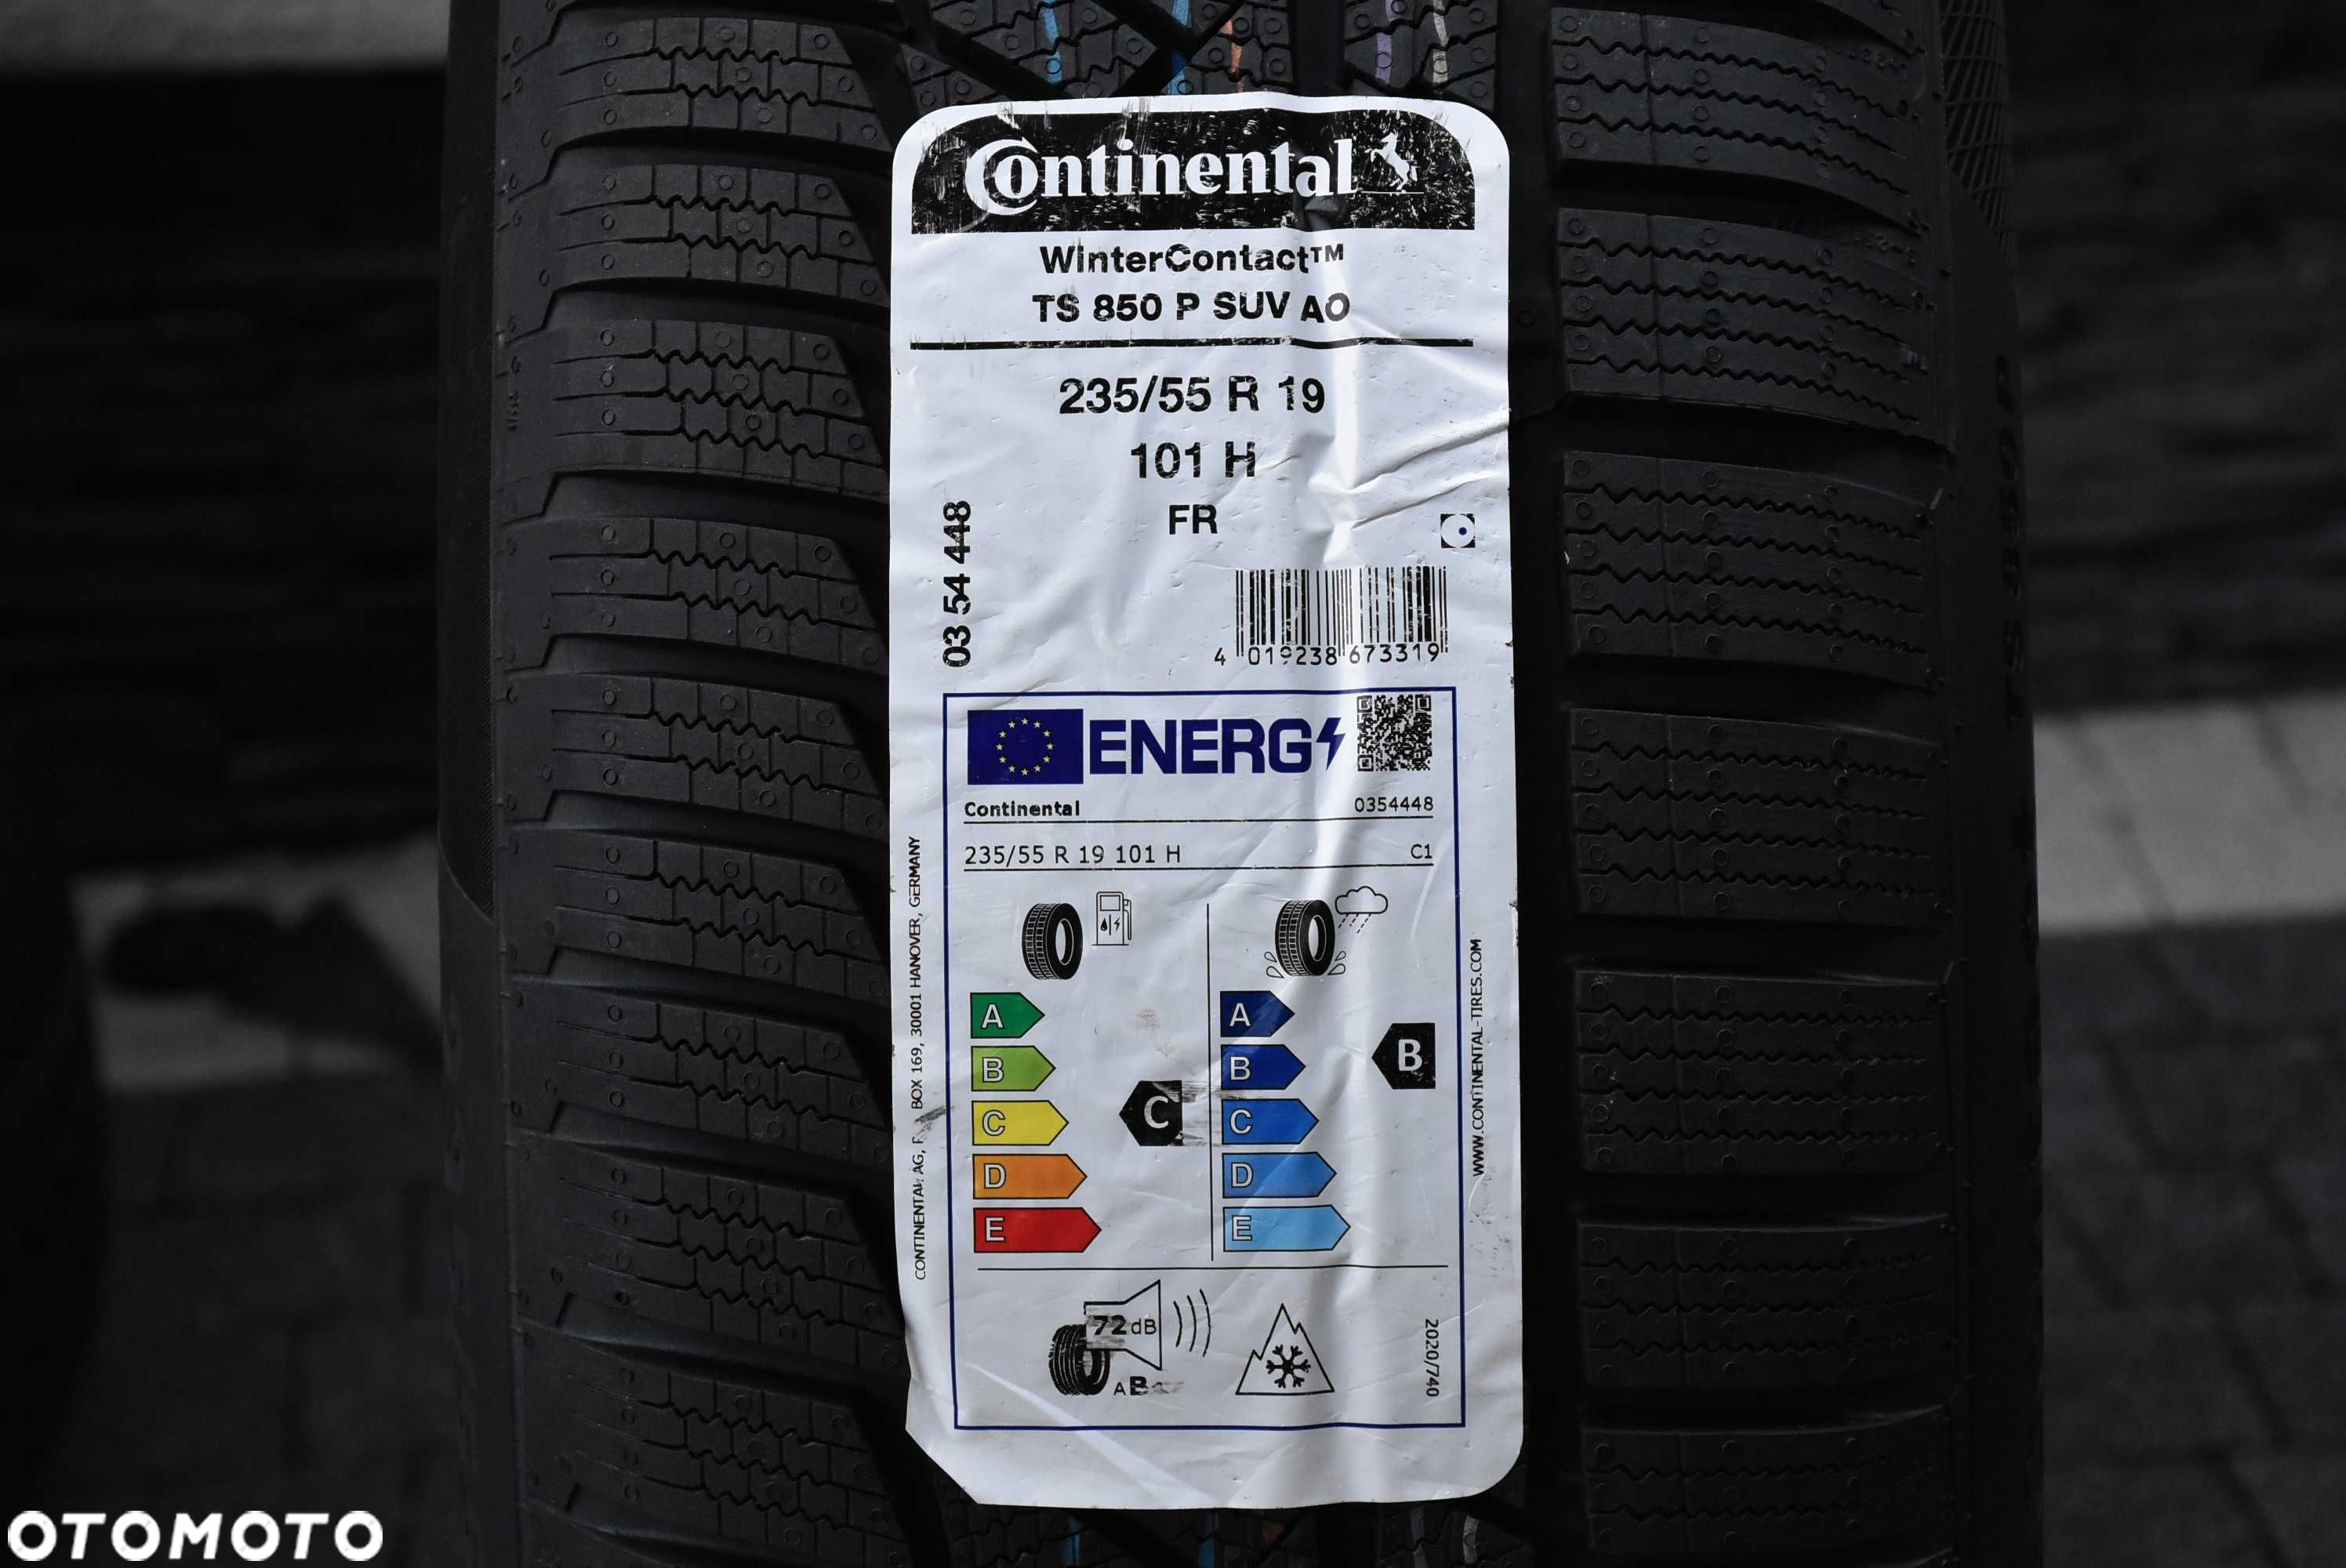 Continental
WinterContact™
TS 850 P SUV AO
235/55 R 19
101 H
FR
03 54 448
4 019238 673319
ENERG
Continental 0354448
235/55 R 19 101 H C1
A A
B B B
C C C
D D
E E
72 dB
A B
2020/740
CONTINENTAL AG, BOX 169, 30001 HANOVER, GERMANY
WWW.CONTINENTAL-TIRES.COM
OTOMOTO